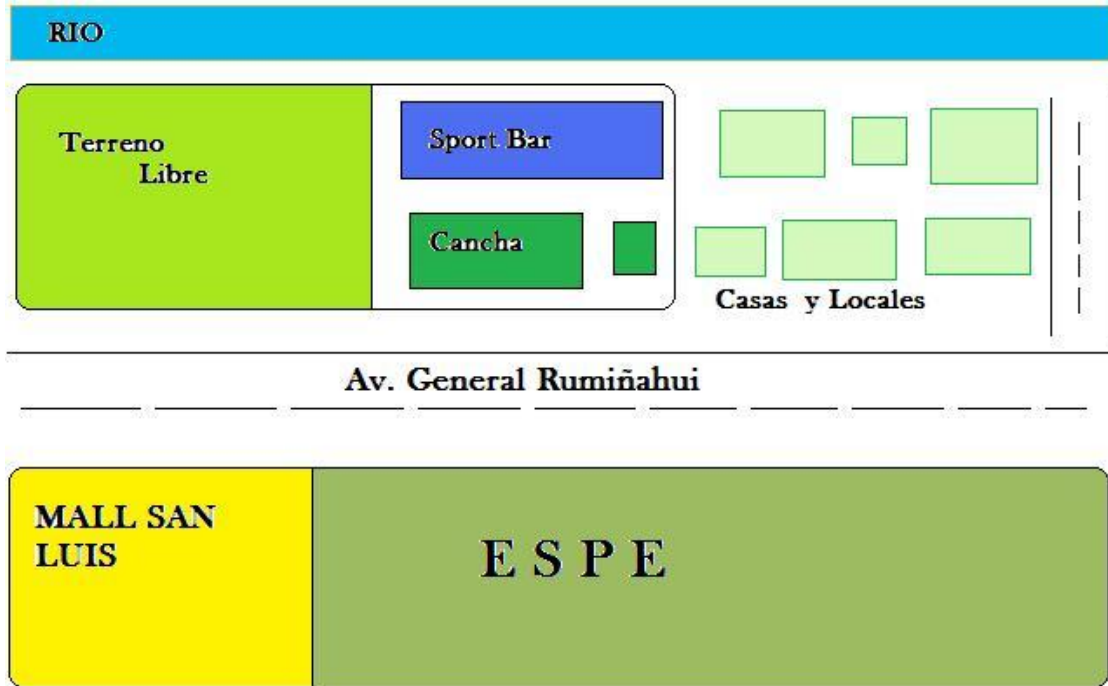 RIO
Terreno
Libre
Sport Bar
Cancha
Casas y Locales
Av. General Rumiñahui
MALL SAN
LUIS
E S P E